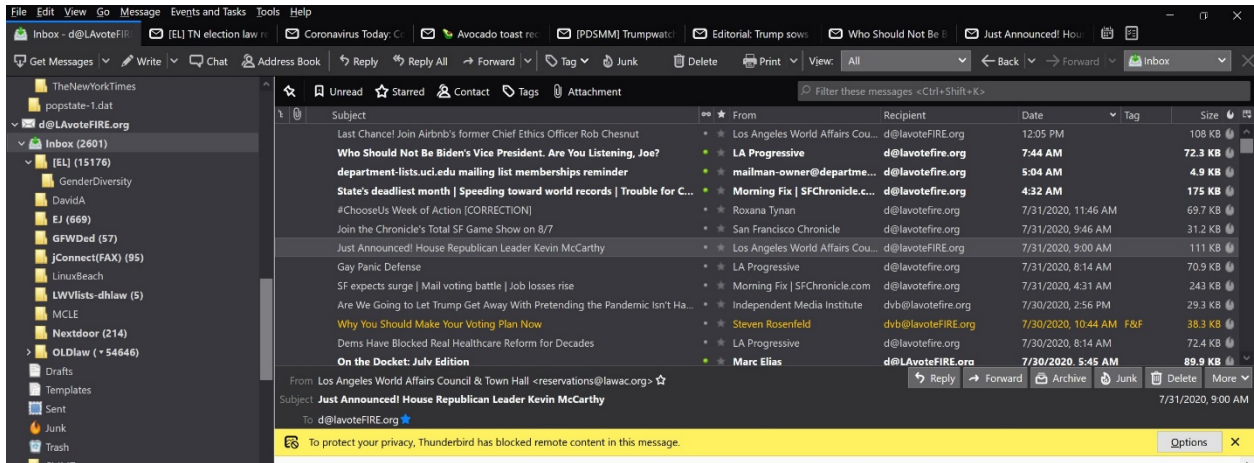 File Edit View Go Message Events and Tasks Tools Help
Inbox - d@LAvoteFIR [EL] TN election law re Coronavirus Today: Co Avocado toast rec [PDSMM] Trumpwatch Editorial: Trump sows Who Should Not Be B Just Announced! Hou
Get Messages Write Chat Address Book Reply Reply All Forward Tag Junk Delete Print View: All Back Forward Inbox
TheNewYorkTimes
popstate-1.dat
d@LAvoteFIRE.org
Inbox (2601)
[EL] (15176)
GenderDiversity
DavidA
EJ (669)
GFWDed (57)
jConnect(FAX) (95)
LinuxBeach
LWVlists-dhlaw (5)
MCLE
Nextdoor (214)
OLDlaw (54646)
Drafts
Templates
Sent
Junk
Trash
Unread Starred Contact Tags Attachment Filter these messages <Ctrl+Shift+K>
Subject From Recipient Date Tag Size
Last Chance! Join Airbnb's former Chief Ethics Officer Rob Chesnut Los Angeles World Affairs Cou... d@lavoteFIRE.org 12:05 PM 108 KB
Who Should Not Be Biden's Vice President. Are You Listening, Joe? LA Progressive d@lavotefire.org 7:44 AM 72.3 KB
department-lists.uci.edu mailing list memberships reminder mailman-owner@departme... d@lavotefire.org 5:04 AM 4.9 KB
State's deadliest month | Speeding toward world records | Trouble for C... Morning Fix | SFChronicle.c... d@lavotefire.org 4:32 AM 175 KB
#ChooseUs Week of Action [CORRECTION] Roxana Tynan d@lavotefire.org 7/31/2020, 11:46 AM 69.7 KB
Join the Chronicle's Total SF Game Show on 8/7 San Francisco Chronicle d@lavotefire.org 7/31/2020, 9:46 AM 31.2 KB
Just Announced! House Republican Leader Kevin McCarthy Los Angeles World Affairs Cou... d@lavoteFIRE.org 7/31/2020, 9:00 AM 111 KB
Gay Panic Defense LA Progressive d@lavotefire.org 7/31/2020, 8:14 AM 70.9 KB
SF expects surge | Mail voting battle | Job losses rise Morning Fix | SFChronicle.com d@lavotefire.org 7/31/2020, 4:31 AM 243 KB
Are We Going to Let Trump Get Away With Pretending the Pandemic Isn't Ha... Independent Media Institute dvb@lavotefire.org 7/30/2020, 2:56 PM 29.3 KB
Why You Should Make Your Voting Plan Now Steven Rosenfeld dvb@lavoteFIRE.org 7/30/2020, 10:44 AM F&F 38.3 KB
Dems Have Blocked Real Healthcare Reform for Decades LA Progressive d@lavotefire.org 7/30/2020, 8:14 AM 72.4 KB
On the Docket: July Edition Marc Elias d@LAvoteFIRE.org 7/30/2020, 5:45 AM 89.9 KB
From Los Angeles World Affairs Council & Town Hall <reservations@lawac.org> Reply Forward Archive Junk Delete More
Subject Just Announced! House Republican Leader Kevin McCarthy 7/31/2020, 9:00 AM
To d@lavoteFIRE.org
To protect your privacy, Thunderbird has blocked remote content in this message. Options